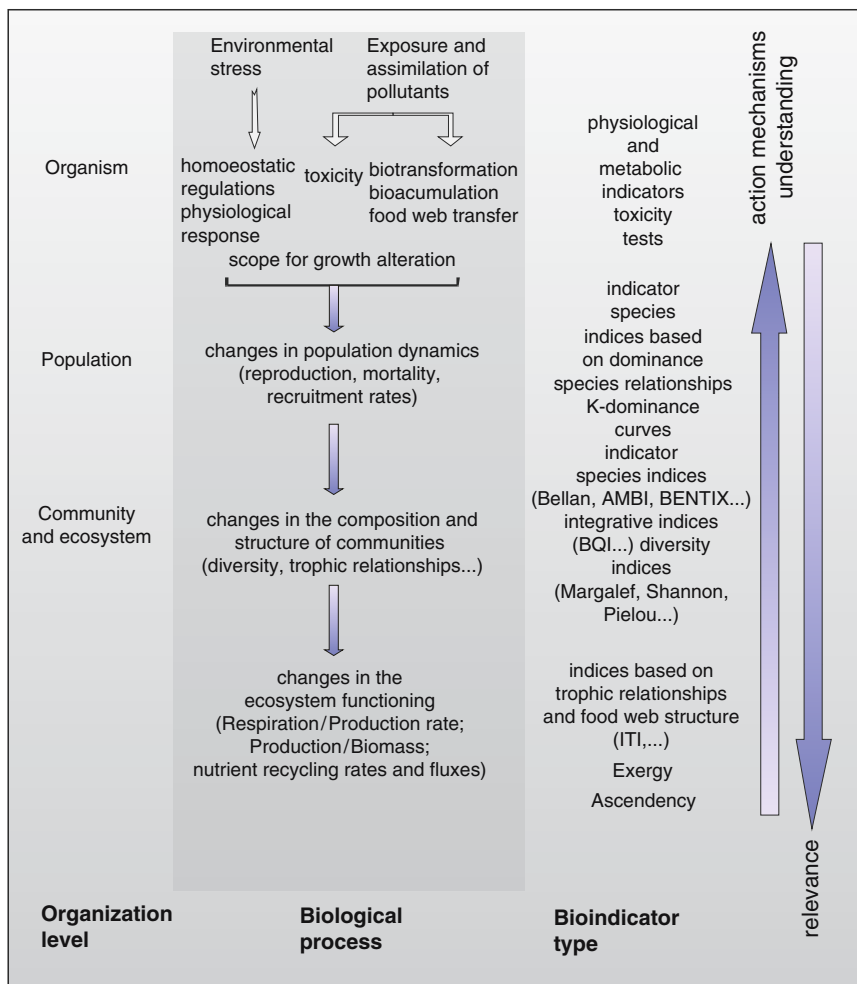 Environmental
stress
Exposure and
assimilation of
pollutants
Organism
homoeostatic
regulations
physiological
response
toxicity
biotransformation
bioacumulation
food web transfer
scope for growth alteration
physiological
and
metabolic
indicators
toxicity
tests
action mechanisms
understanding
Population
changes in population dynamics
(reproduction, mortality,
recruitment rates)
indicator
species
indices based
on dominance
species relationships
K-dominance
curves
indicator
species indices
(Bellan, AMBI, BENTIX...)
integrative indices
(BQI...) diversity
indices
(Margalef, Shannon,
Pielou...)
Community
and ecosystem
changes in the composition and
structure of communities
(diversity, trophic relationships...)
changes in the
ecosystem functioning
(Respiration/Production rate;
Production/Biomass;
nutrient recycling rates and fluxes)
indices based on
trophic relationships
and food web structure
(ITI,...)
Exergy
Ascendency
relevance
Organization
level
Biological
process
Bioindicator
type